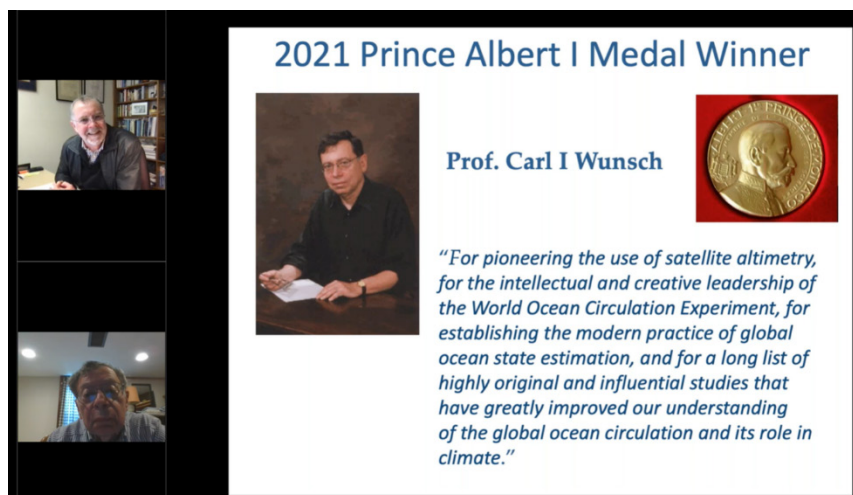 2021 Prince Albert I Medal Winner
Prof. Carl I Wunsch
“For pioneering the use of satellite altimetry,
for the intellectual and creative leadership of
the World Ocean Circulation Experiment, for
establishing the modern practice of global
ocean state estimation, and for a long list of
highly original and influential studies that
have greatly improved our understanding
of the global ocean circulation and its role in
climate.”